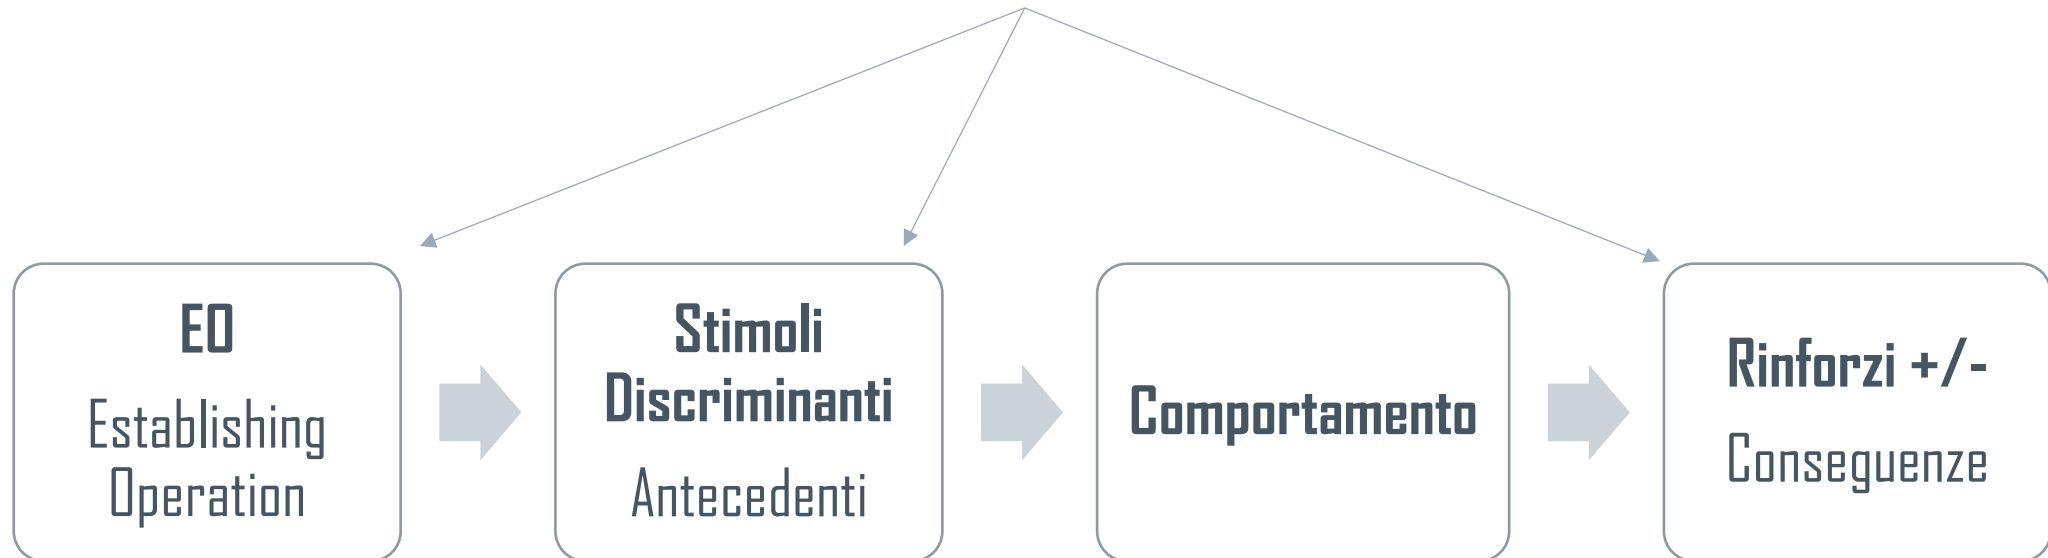 EO
Establishing
Operation
Stimoli
Discriminanti
Antecedenti
Comportamento
Rinforzi +/-
Conseguenze